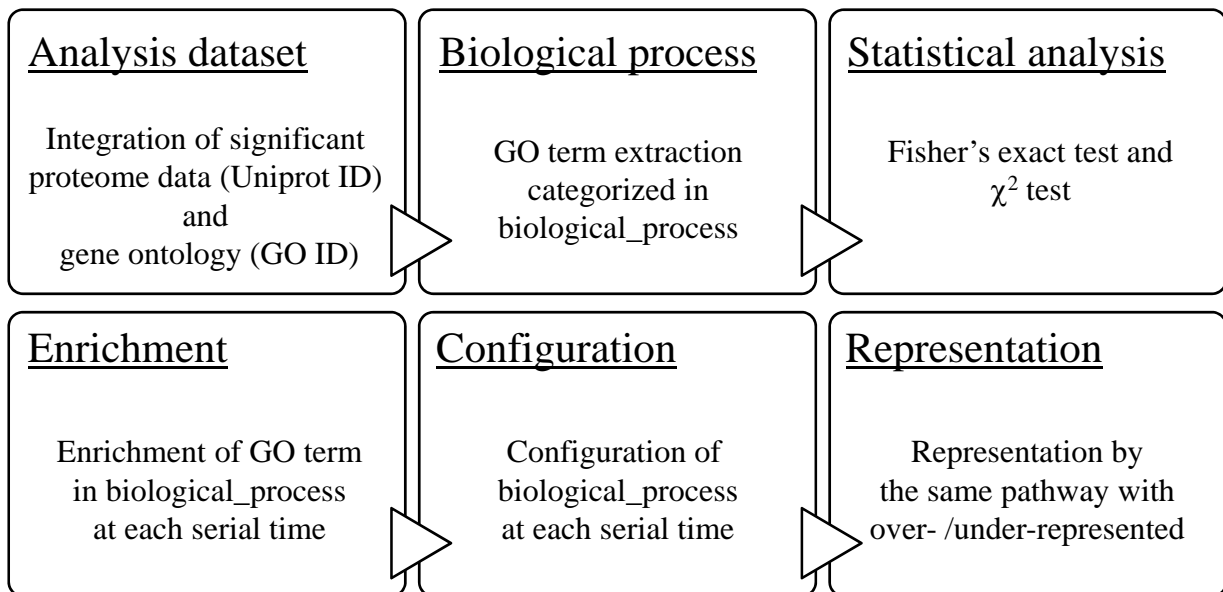 Analysis dataset
Integration of significant
proteome data (Uniprot ID)
and
gene ontology (GO ID)
Biological process
GO term extraction
categorized in
biological_process
Statistical analysis
Fisher’s exact test and
χ² test
Enrichment
Enrichment of GO term
in biological_process
at each serial time
Configuration
Configuration of
biological_process
at each serial time
Representation
Representation by
the same pathway with
over- /under-represented